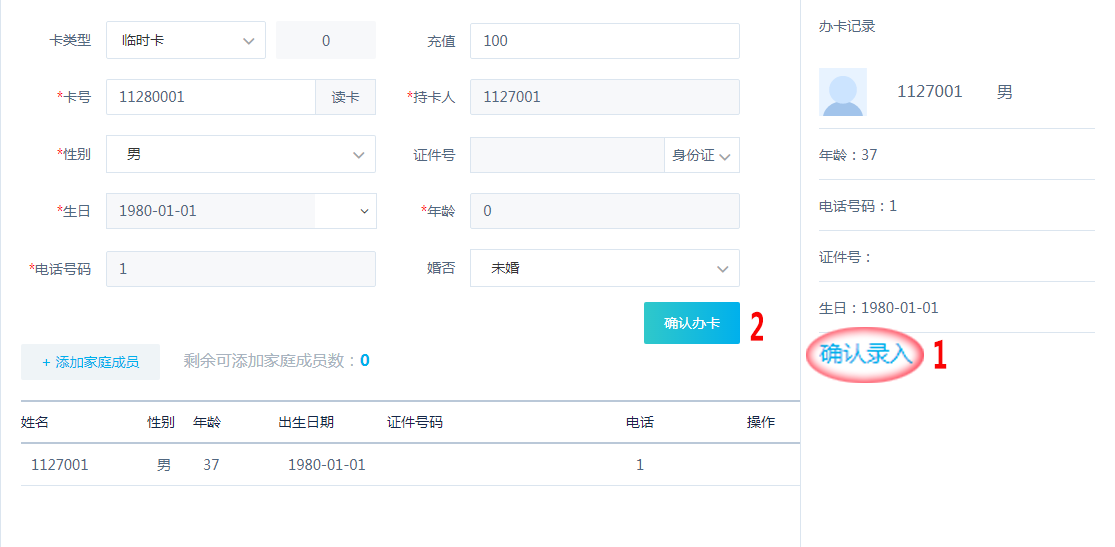 卡类型 临时卡 0 充值 100
*卡号 11280001 读卡 *持卡人 1127001
*性别 男 证件号 身份证
*生日 1980-01-01 *年龄 0
*电话号码 1 婚否 未婚
确认办卡 2
+ 添加家庭成员 剩余可添加家庭成员数：0
姓名 性别 年龄 出生日期 证件号码 电话 操作
1127001 男 37 1980-01-01 1
办卡记录
1127001 男
年龄：37
电话号码：1
证件号：
生日：1980-01-01
确认录入 1